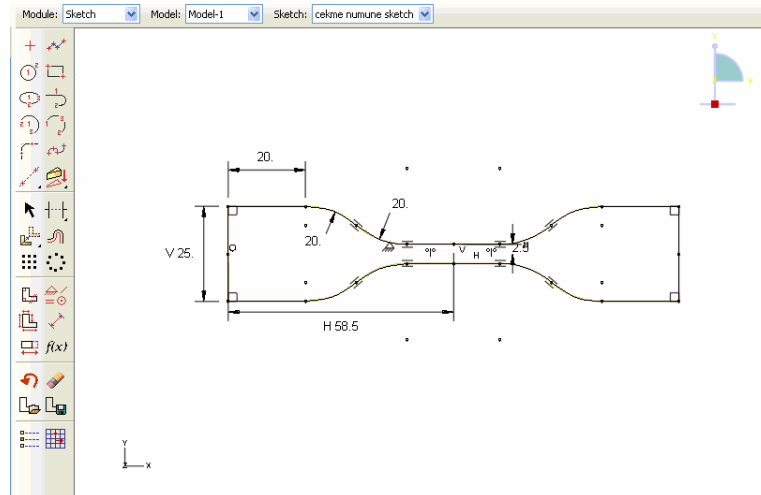 Module: Sketch Model: Model-1 Sketch: cekme numune sketch
Y
X
20.
20.
20.
V 25.
V
H
2.5
H
H 58.5
f(x)
Y
Z X